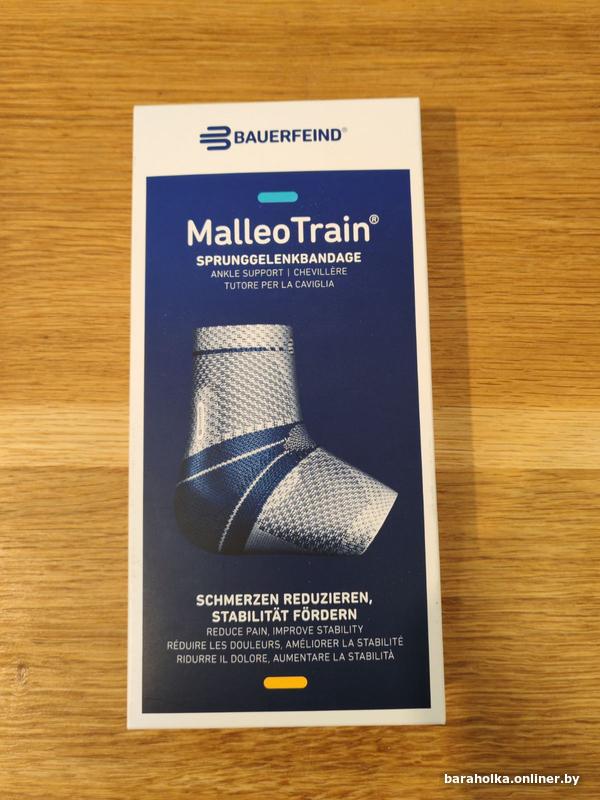 BAUERFEIND®
MalleoTrain®
SPRUNGGELENKBANDAGE
ANKLE SUPPORT | CHEVILLÈRE
TUTORE PER LA CAVIGLIA
SCHMERZEN REDUZIEREN,
STABILITÄT FÖRDERN
REDUCE PAIN, IMPROVE STABILITY
RÉDUIRE LES DOULEURS, AMÉLIORER LA STABILITÉ
RIDURRE IL DOLORE, AUMENTARE LA STABILITÀ
baraholka.onliner.by